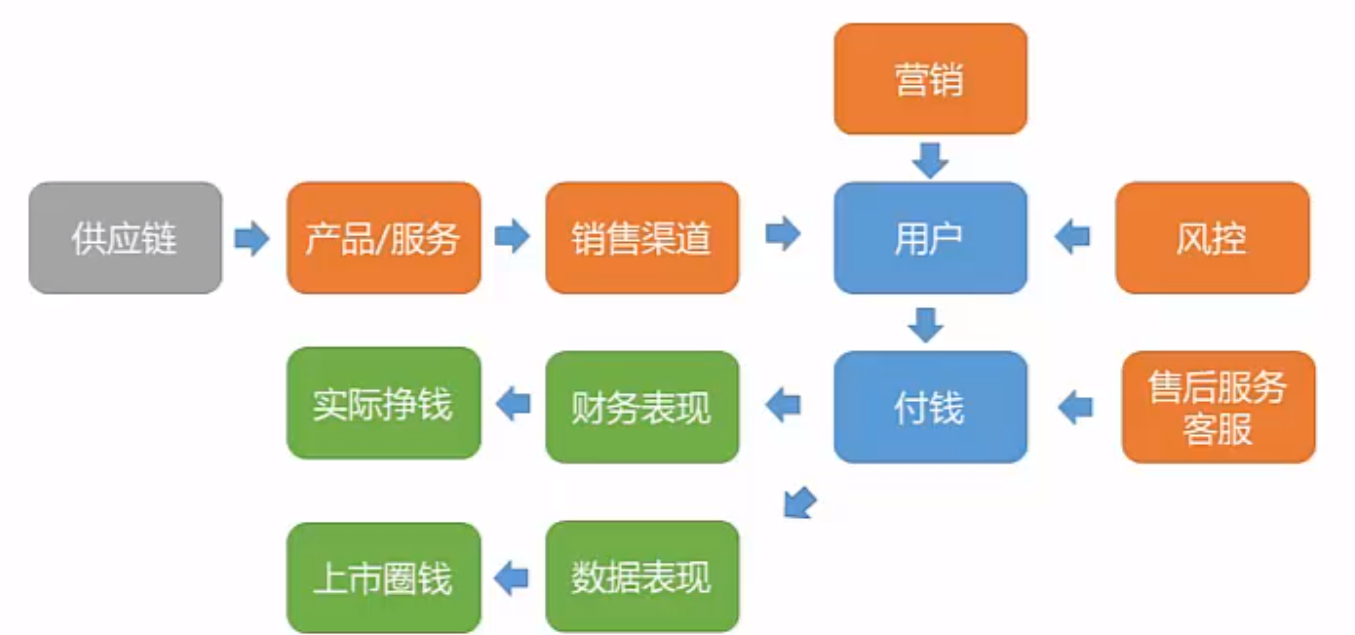 营销
供应链
产品/服务
销售渠道
用户
风控
实际挣钱
财务表现
付钱
售后服务
客服
上市圈钱
数据表现